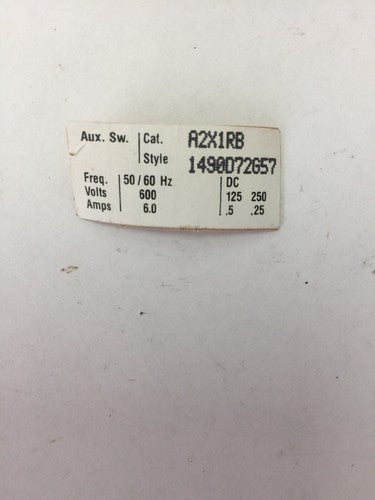 Aux. Sw. Cat. A2X1RB
Style 1490D72G57
Freq. 50/60 Hz DC
Volts 600 125 250
Amps 6.0 .5 .25